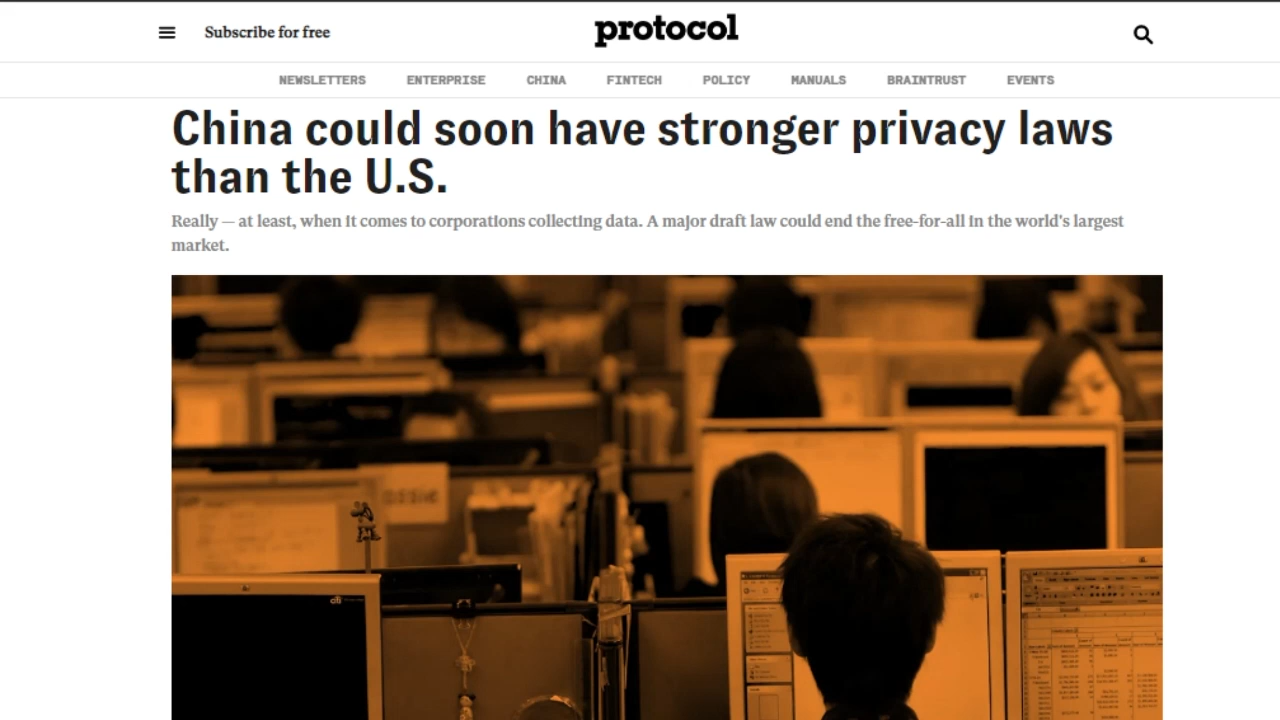 Subscribe for free
protocol
NEWSLETTERS ENTERPRISE CHINA FINTECH POLICY MANUALS BRAINTRUST EVENTS
China could soon have stronger privacy laws
than the U.S.
Really — at least, when it comes to corporations collecting data. A major draft law could end the free-for-all in the world's largest
market.
Ossie
citi